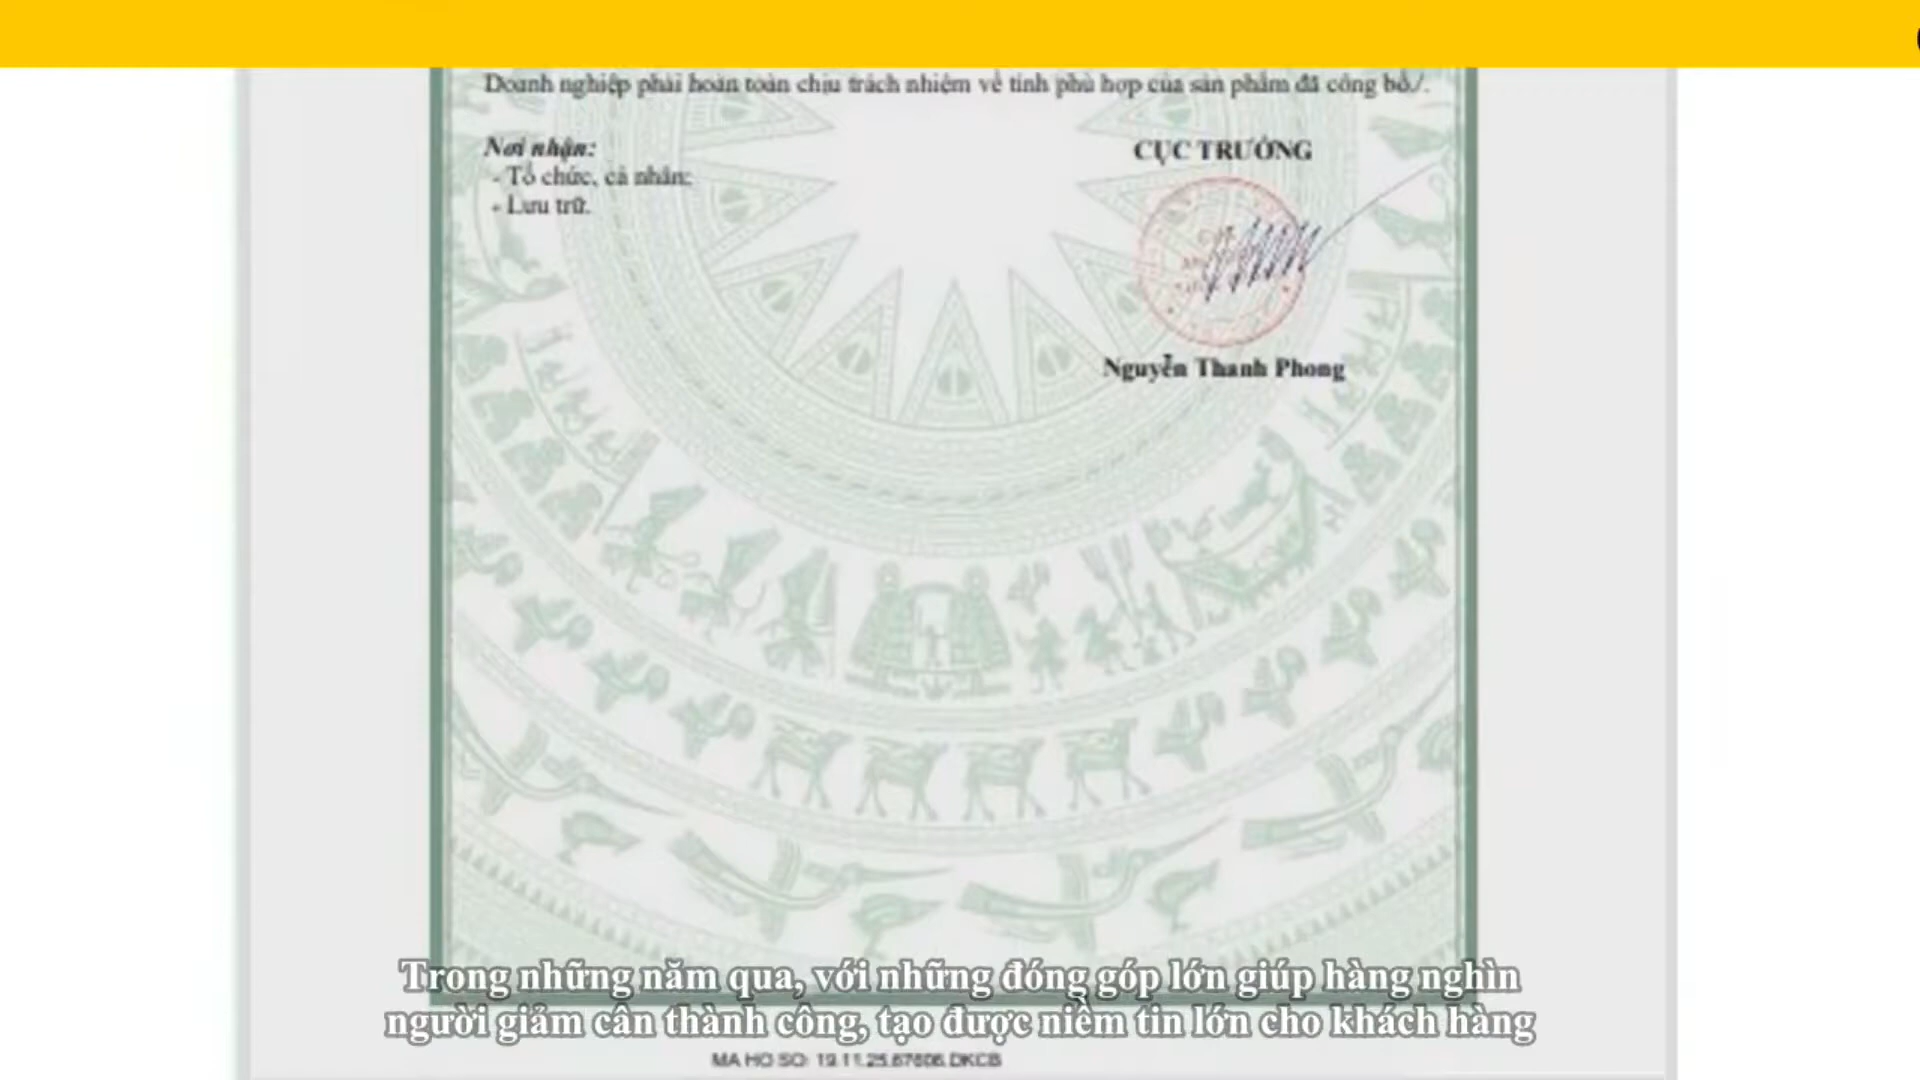 Doanh nghiệp phải hoàn toàn chịu trách nhiệm về tính phù hợp của sản phẩm đã công bố./.
Nơi nhận:
- Tổ chức, cá nhân;
- Lưu trữ.
CỤC TRƯỞNG
Nguyễn Thanh Phong
Trong những năm qua, với những đóng góp lớn giúp hàng nghìn
người giảm cân thành công, tạo được niềm tin lớn cho khách hàng
MA HO SO: 19.11.25.67606.DKCB